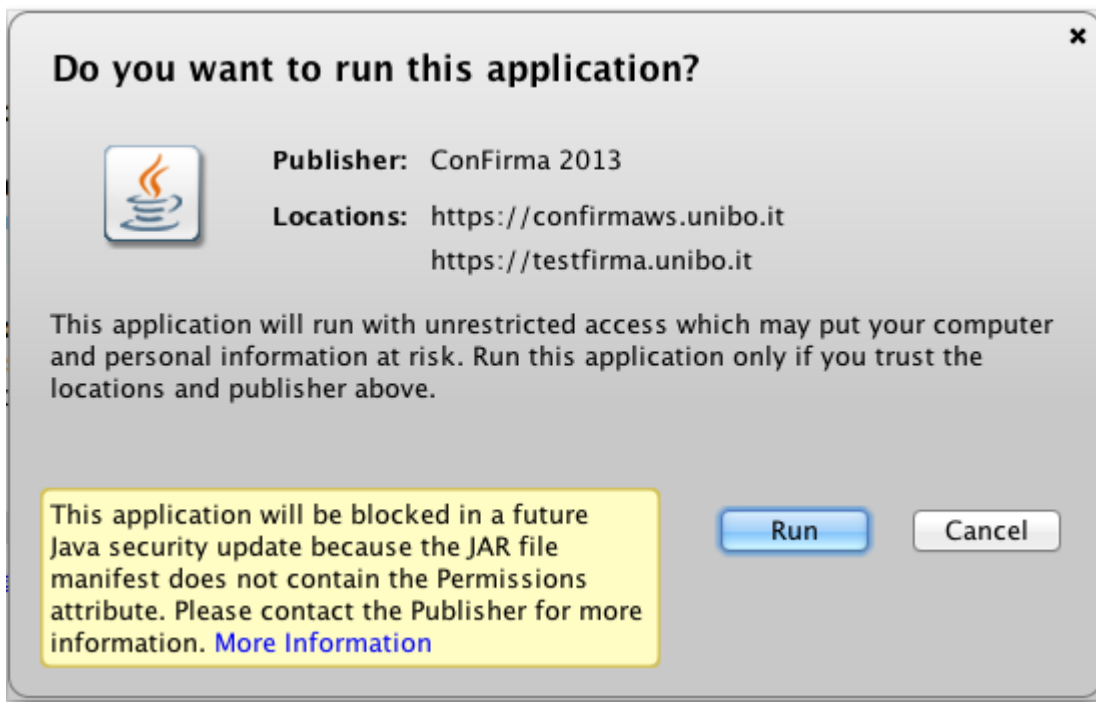 Do you want to run this application?
Publisher: ConFirma 2013
Locations: https://confirmaws.unibo.it
https://testfirma.unibo.it
This application will run with unrestricted access which may put your computer
and personal information at risk. Run this application only if you trust the
locations and publisher above.
This application will be blocked in a future
Java security update because the JAR file
manifest does not contain the Permissions
attribute. Please contact the Publisher for more
information. More Information
Run
Cancel